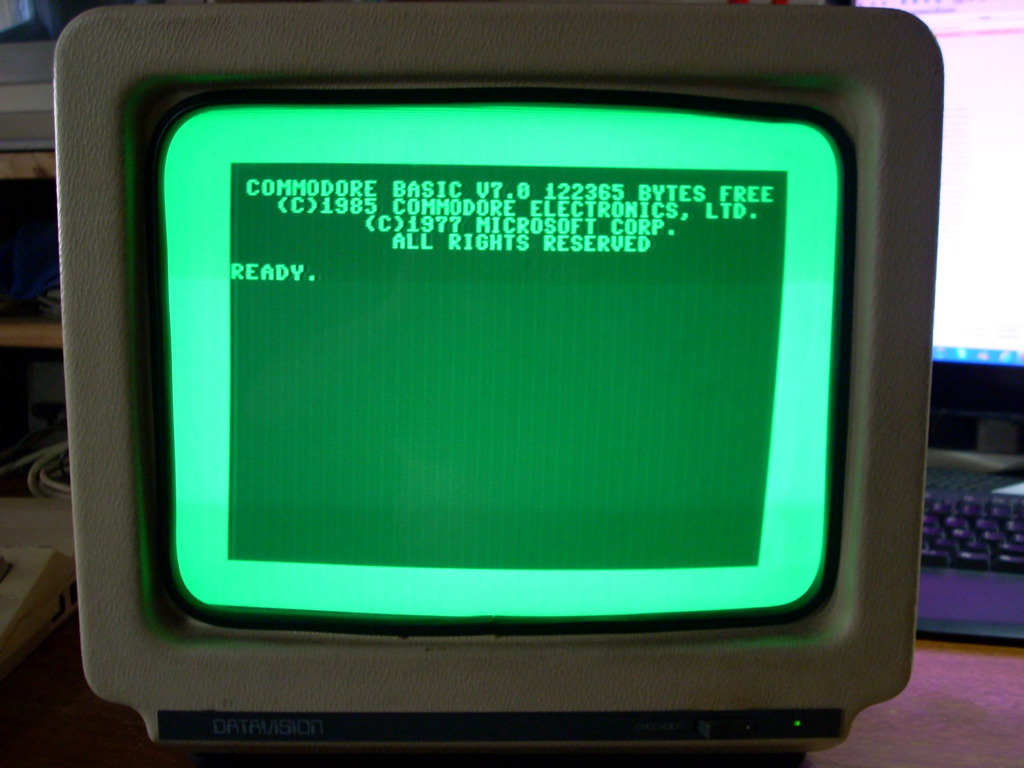 COMMODORE BASIC V7.0 122365 BYTES FREE
(C)1985 COMMODORE ELECTRONICS, LTD.
(C)1977 MICROSOFT CORP.
ALL RIGHTS RESERVED
READY.
DATAVISION